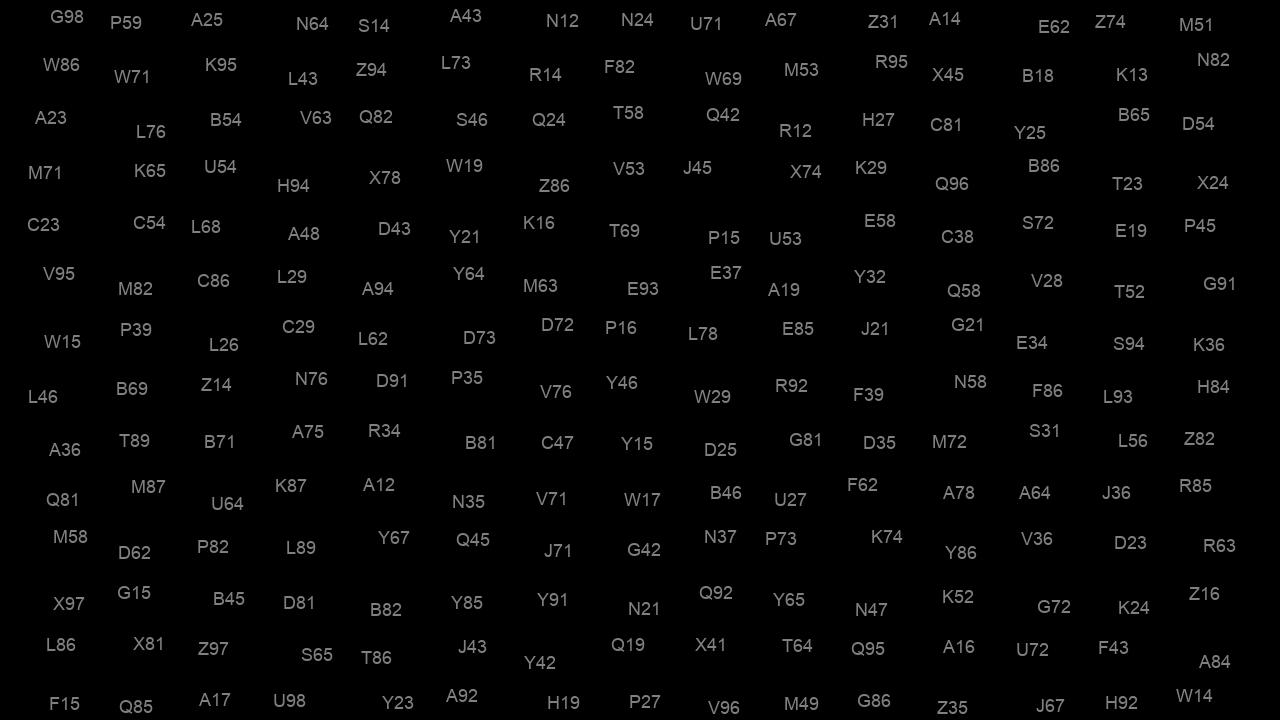 G98 P59 A25 N64 S14 A43 N12 N24 U71 A67 Z31 A14 E62 Z74 M51
W86 W71 K95 L43 Z94 L73 R14 F82 W69 M53 R95 X45 B18 K13 N82
A23 L76 B54 V63 Q82 S46 Q24 T58 Q42 R12 H27 C81 Y25 B65 D54
M71 K65 U54 H94 X78 W19 Z86 V53 J45 X74 K29 Q96 B86 T23 X24
C23 C54 L68 A48 D43 Y21 K16 T69 P15 U53 E58 C38 S72 E19 P45
V95 M82 C86 L29 A94 Y64 M63 E93 E37 A19 Y32 Q58 V28 T52 G91
W15 P39 L26 C29 L62 D73 D72 P16 L78 E85 J21 G21 E34 S94 K36
L46 B69 Z14 N76 D91 P35 V76 Y46 W29 R92 F39 N58 F86 L93 H84
A36 T89 B71 A75 R34 B81 C47 Y15 D25 G81 D35 M72 S31 L56 Z82
Q81 M87 U64 K87 A12 N35 V71 W17 B46 U27 F62 A78 A64 J36 R85
M58 D62 P82 L89 Y67 Q45 J71 G42 N37 P73 K74 Y86 V36 D23 R63
X97 G15 B45 D81 B82 Y85 Y91 N21 Q92 Y65 N47 K52 G72 K24 Z16
L86 X81 Z97 S65 T86 J43 Y42 Q19 X41 T64 Q95 A16 U72 F43 A84
F15 Q85 A17 U98 Y23 A92 H19 P27 V96 M49 G86 Z35 J67 H92 W14